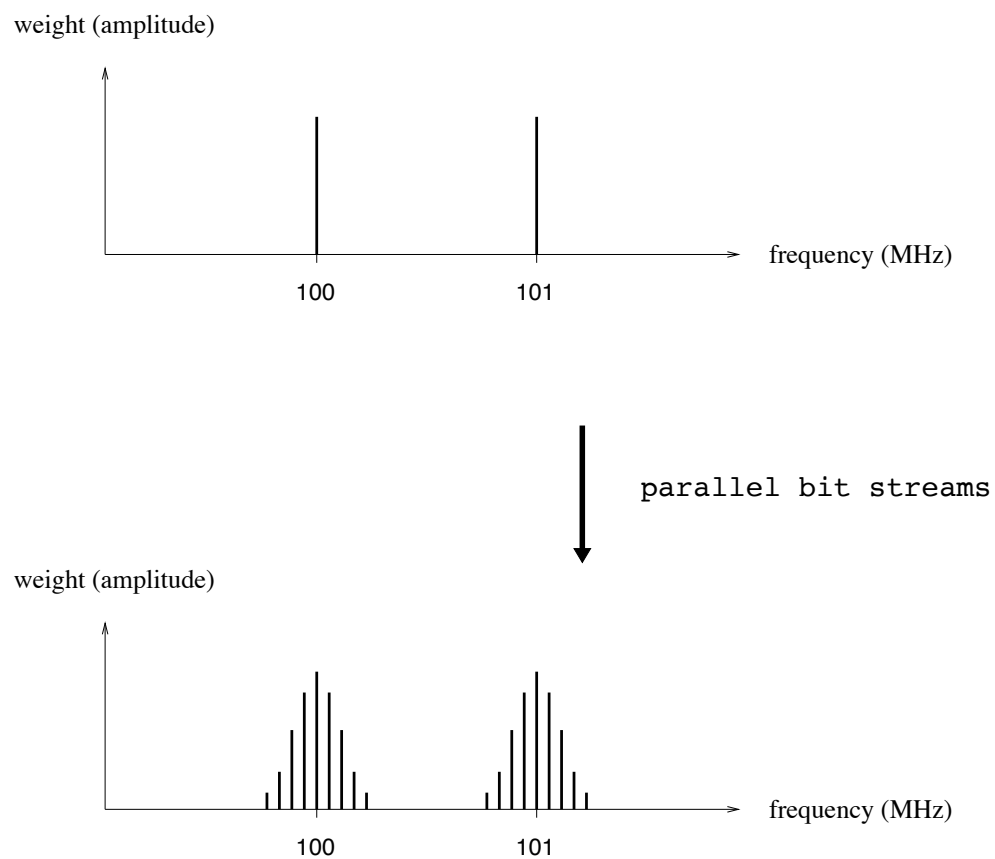 weight (amplitude)
frequency (MHz)
100
101
parallel bit streams
weight (amplitude)
frequency (MHz)
100
101